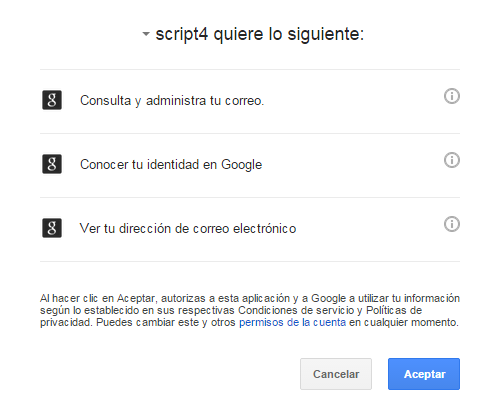 script4 quiere lo siguiente:
Consulta y administra tu correo.
Conocer tu identidad en Google
Ver tu dirección de correo electrónico
Al hacer clic en Aceptar, autorizas a esta aplicación y a Google a utilizar tu información
según lo establecido en sus respectivas Condiciones de servicio y Políticas de
privacidad. Puedes cambiar este y otros permisos de la cuenta en cualquier momento.
Cancelar
Aceptar